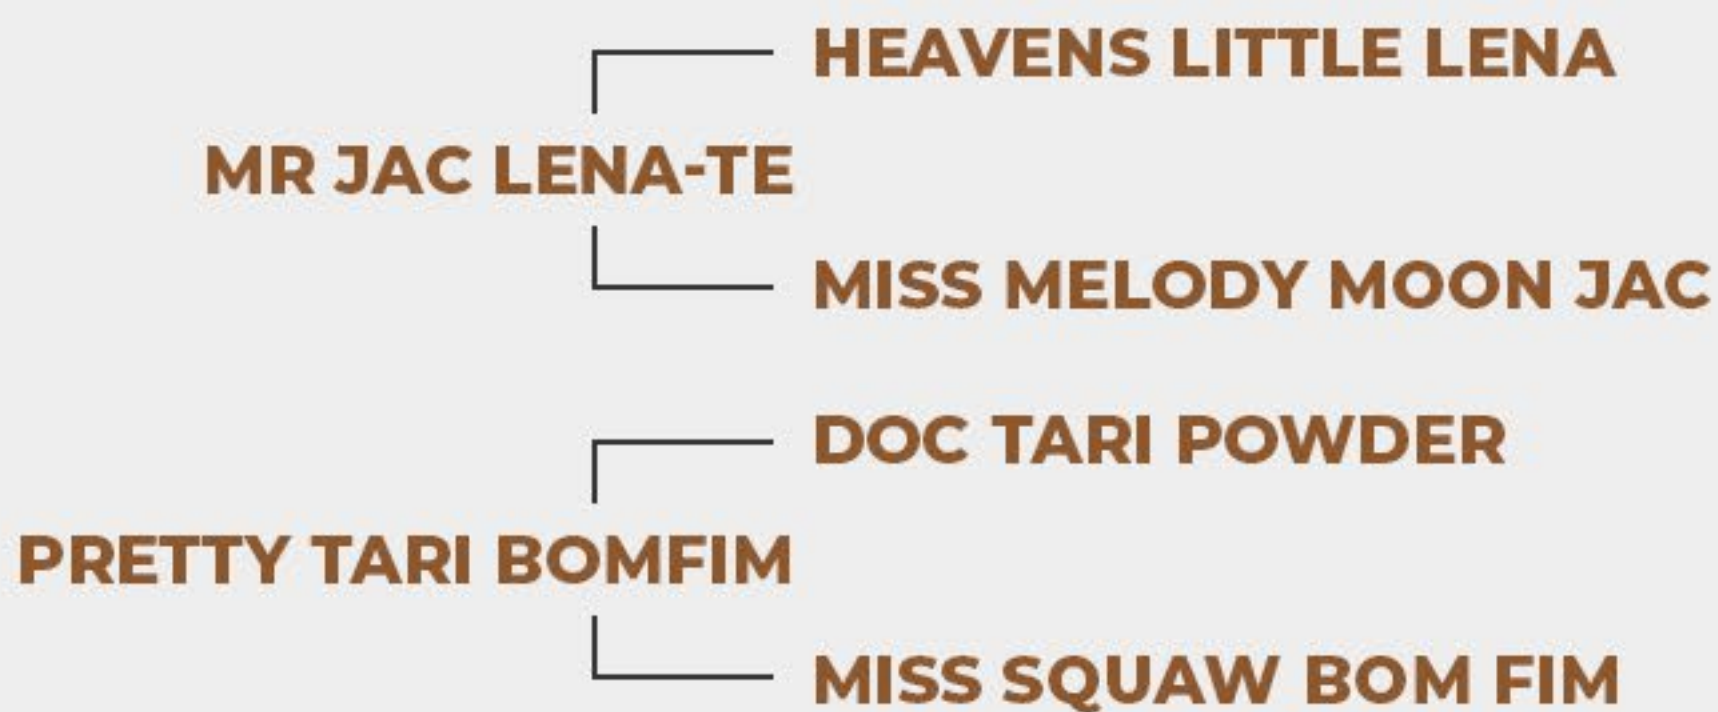 HEAVENS LITTLE LENA
MR JAC LENA-TE
MISS MELODY MOON JAC
DOC TARI POWDER
PRETTY TARI BOMFIM
MISS SQUAW BOM FIM